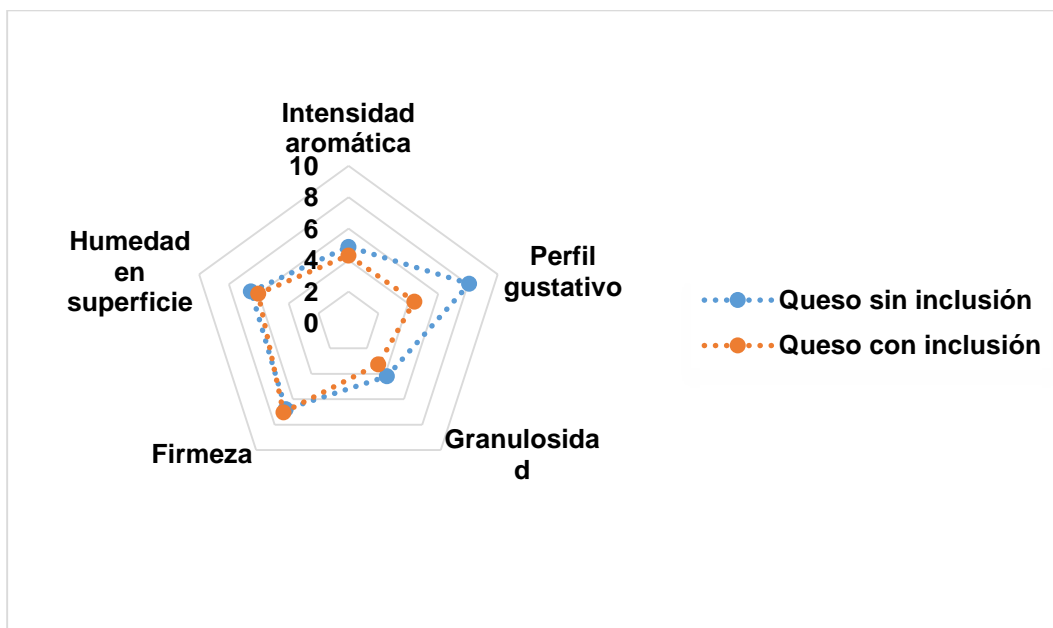 Intensidad
aromática
10
8
6
4
2
0
Perfil
gustativo
Granulosida
d
Firmeza
Humedad
en
superficie
Queso sin inclusión
Queso con inclusión